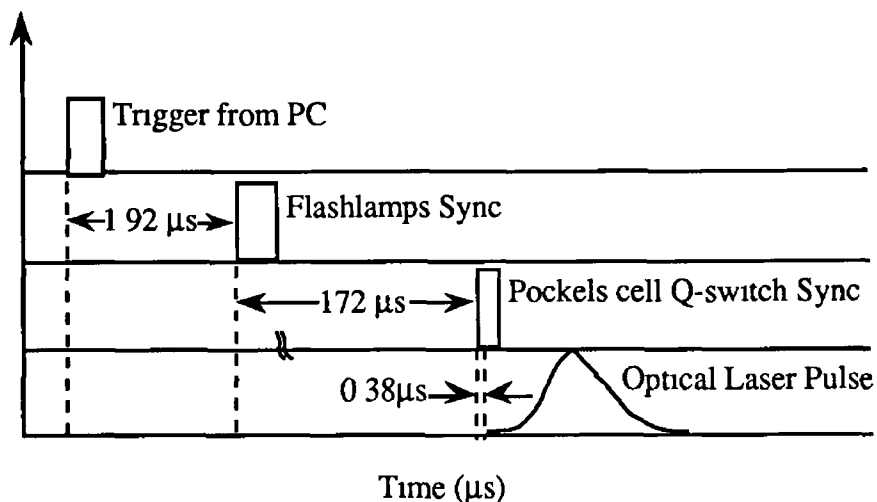 Trigger from PC
1 92 μs
Flashlamps Sync
172 μs
Pockels cell Q-switch Sync
0 38μs
Optical Laser Pulse
Time (μs)